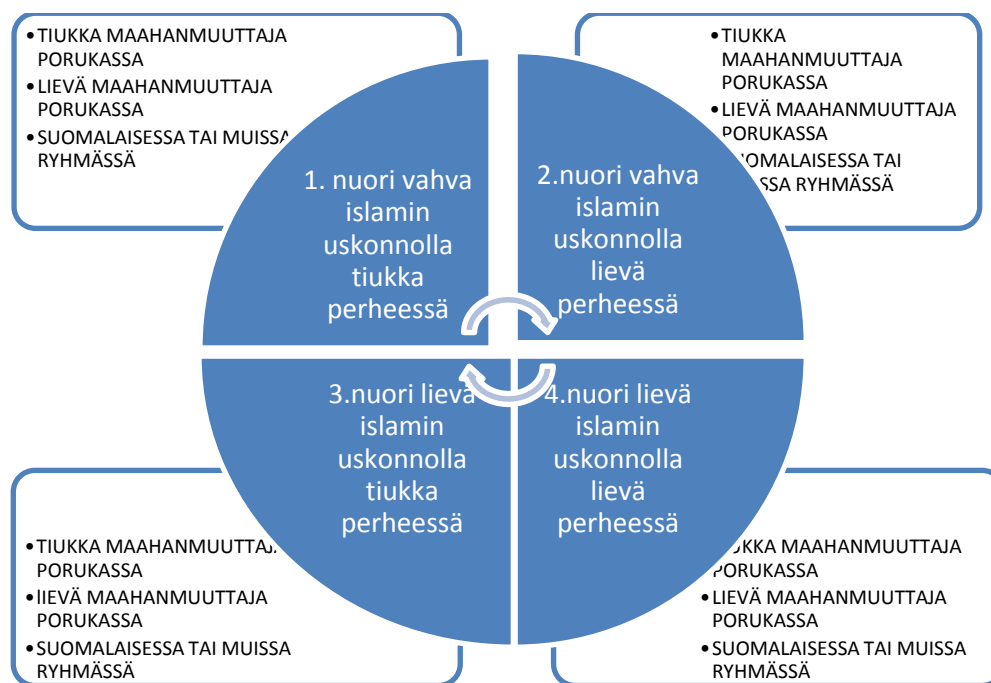 •TIUKKA MAAHANMUUTTAJA
PORUKASSA
•LIEVÄ MAAHANMUUTTAJA
PORUKASSA
•SUOMALAISESSA TAI MUISSA
RYHMÄSSÄ
•TIUKKA
MAAHANMUUTTAJA
PORUKASSA
•LIEVÄ MAAHANMUUTTAJA
PORUKASSA
SUOMALAISESSA TAI
RYHMÄSSÄ
1. nuori vahva
islamin
uskonnolla
tiukka
perheessä
2.nuori vahva
islamin
uskonnolla
lievä
perheessä
3.nuori lievä
islamin
uskonnolla
tiukka
perheessä
4.nuori lievä
islamin
uskonnolla
lievä
perheessä
•TIUKKA MAAHANMUUTTAJA
PORUKASSA
•lIEVÄ MAAHANMUUTTAJA
PORUKASSA
•SUOMALAISESSA TAI MUISSA
RYHMÄSSÄ
MAAHANMUUTTAJA
PORUKASSA
•LIEVÄ MAAHANMUUTTAJA
PORUKASSA
•SUOMALAISESSA TAI MUISSA
RYHMÄSSÄ